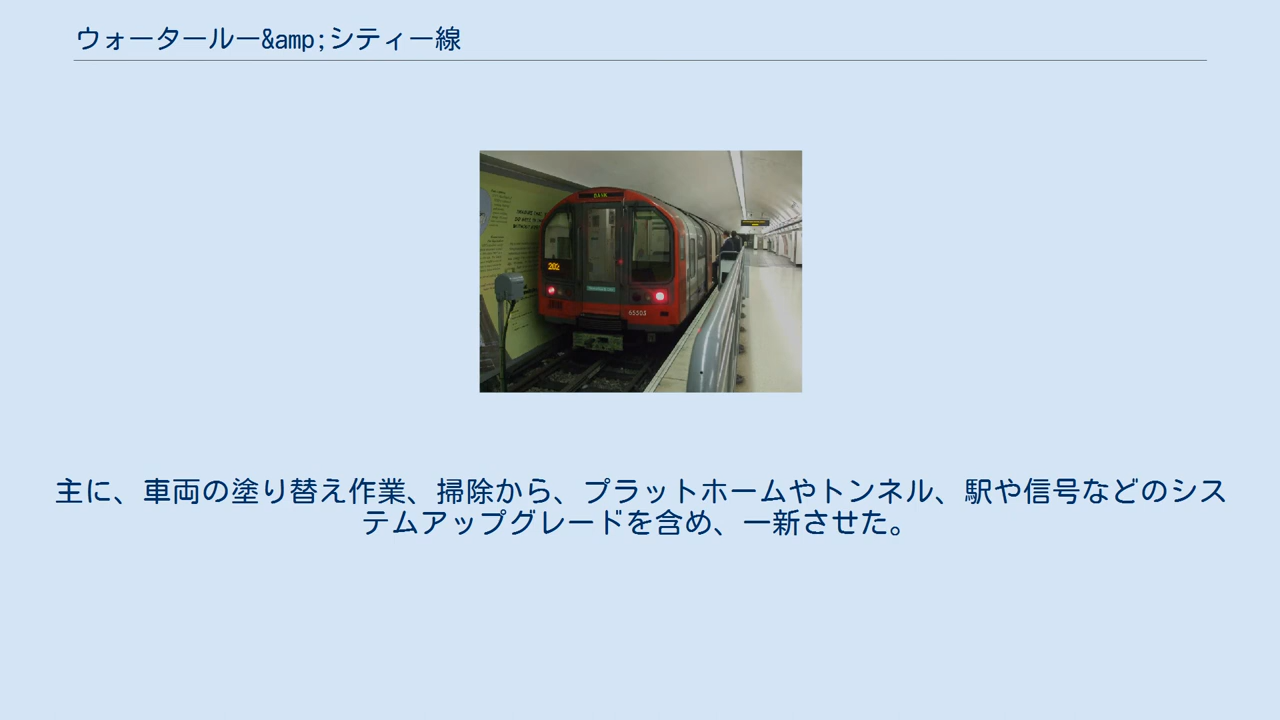 ウォータールー&amp;シティー線
BANK
202
65503
主に、車両の塗り替え作業、掃除から、プラットホームやトンネル、駅や信号などのシス
テムアップグレードを含め、一新させた。